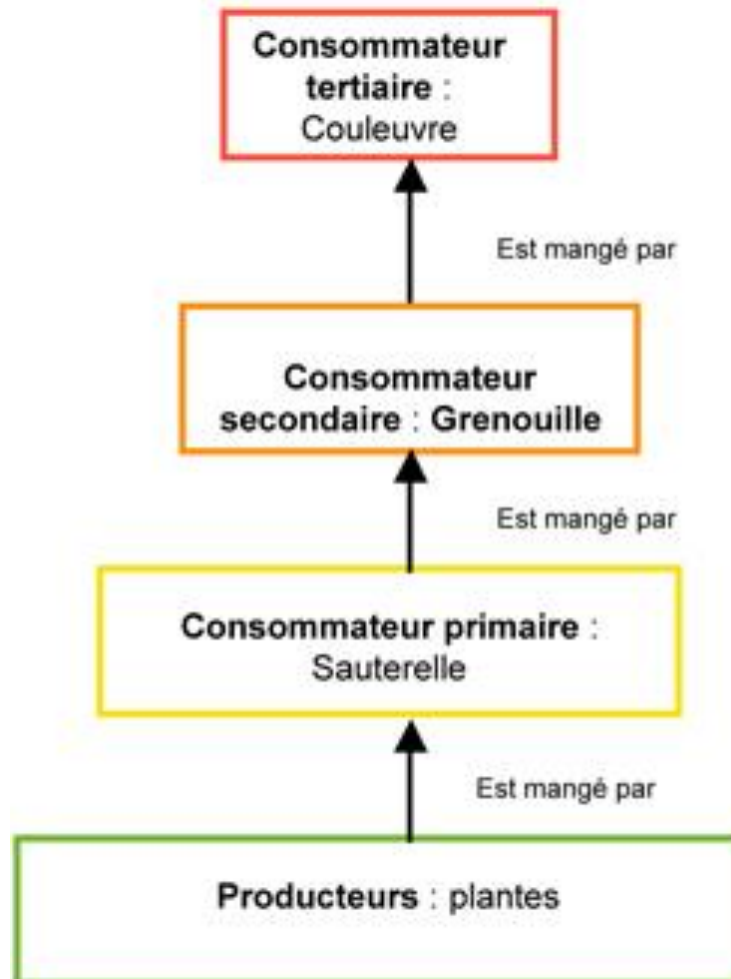 Consommateur
tertiaire :
Couleuvre
Est mangé par
Consommateur
secondaire : Grenouille
Est mangé par
Consommateur primaire :
Sauterelle
Est mangé par
Producteurs : plantes